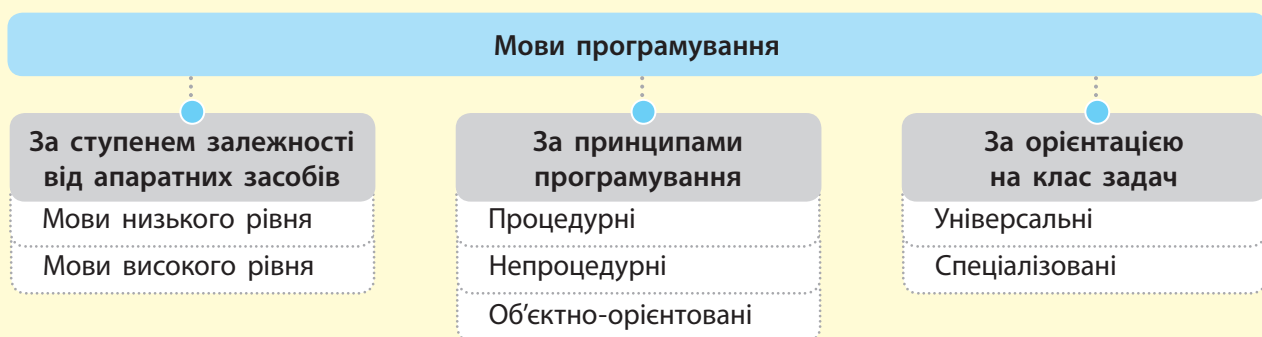 Мови програмування
За ступенем залежності
від апаратних засобів
Мови низького рівня
Мови високого рівня
За принципами
програмування
Процедурні
Непроцедурні
Об'єктно-орієнтовані
За орієнтацією
на клас задач
Універсальні
Спеціалізовані